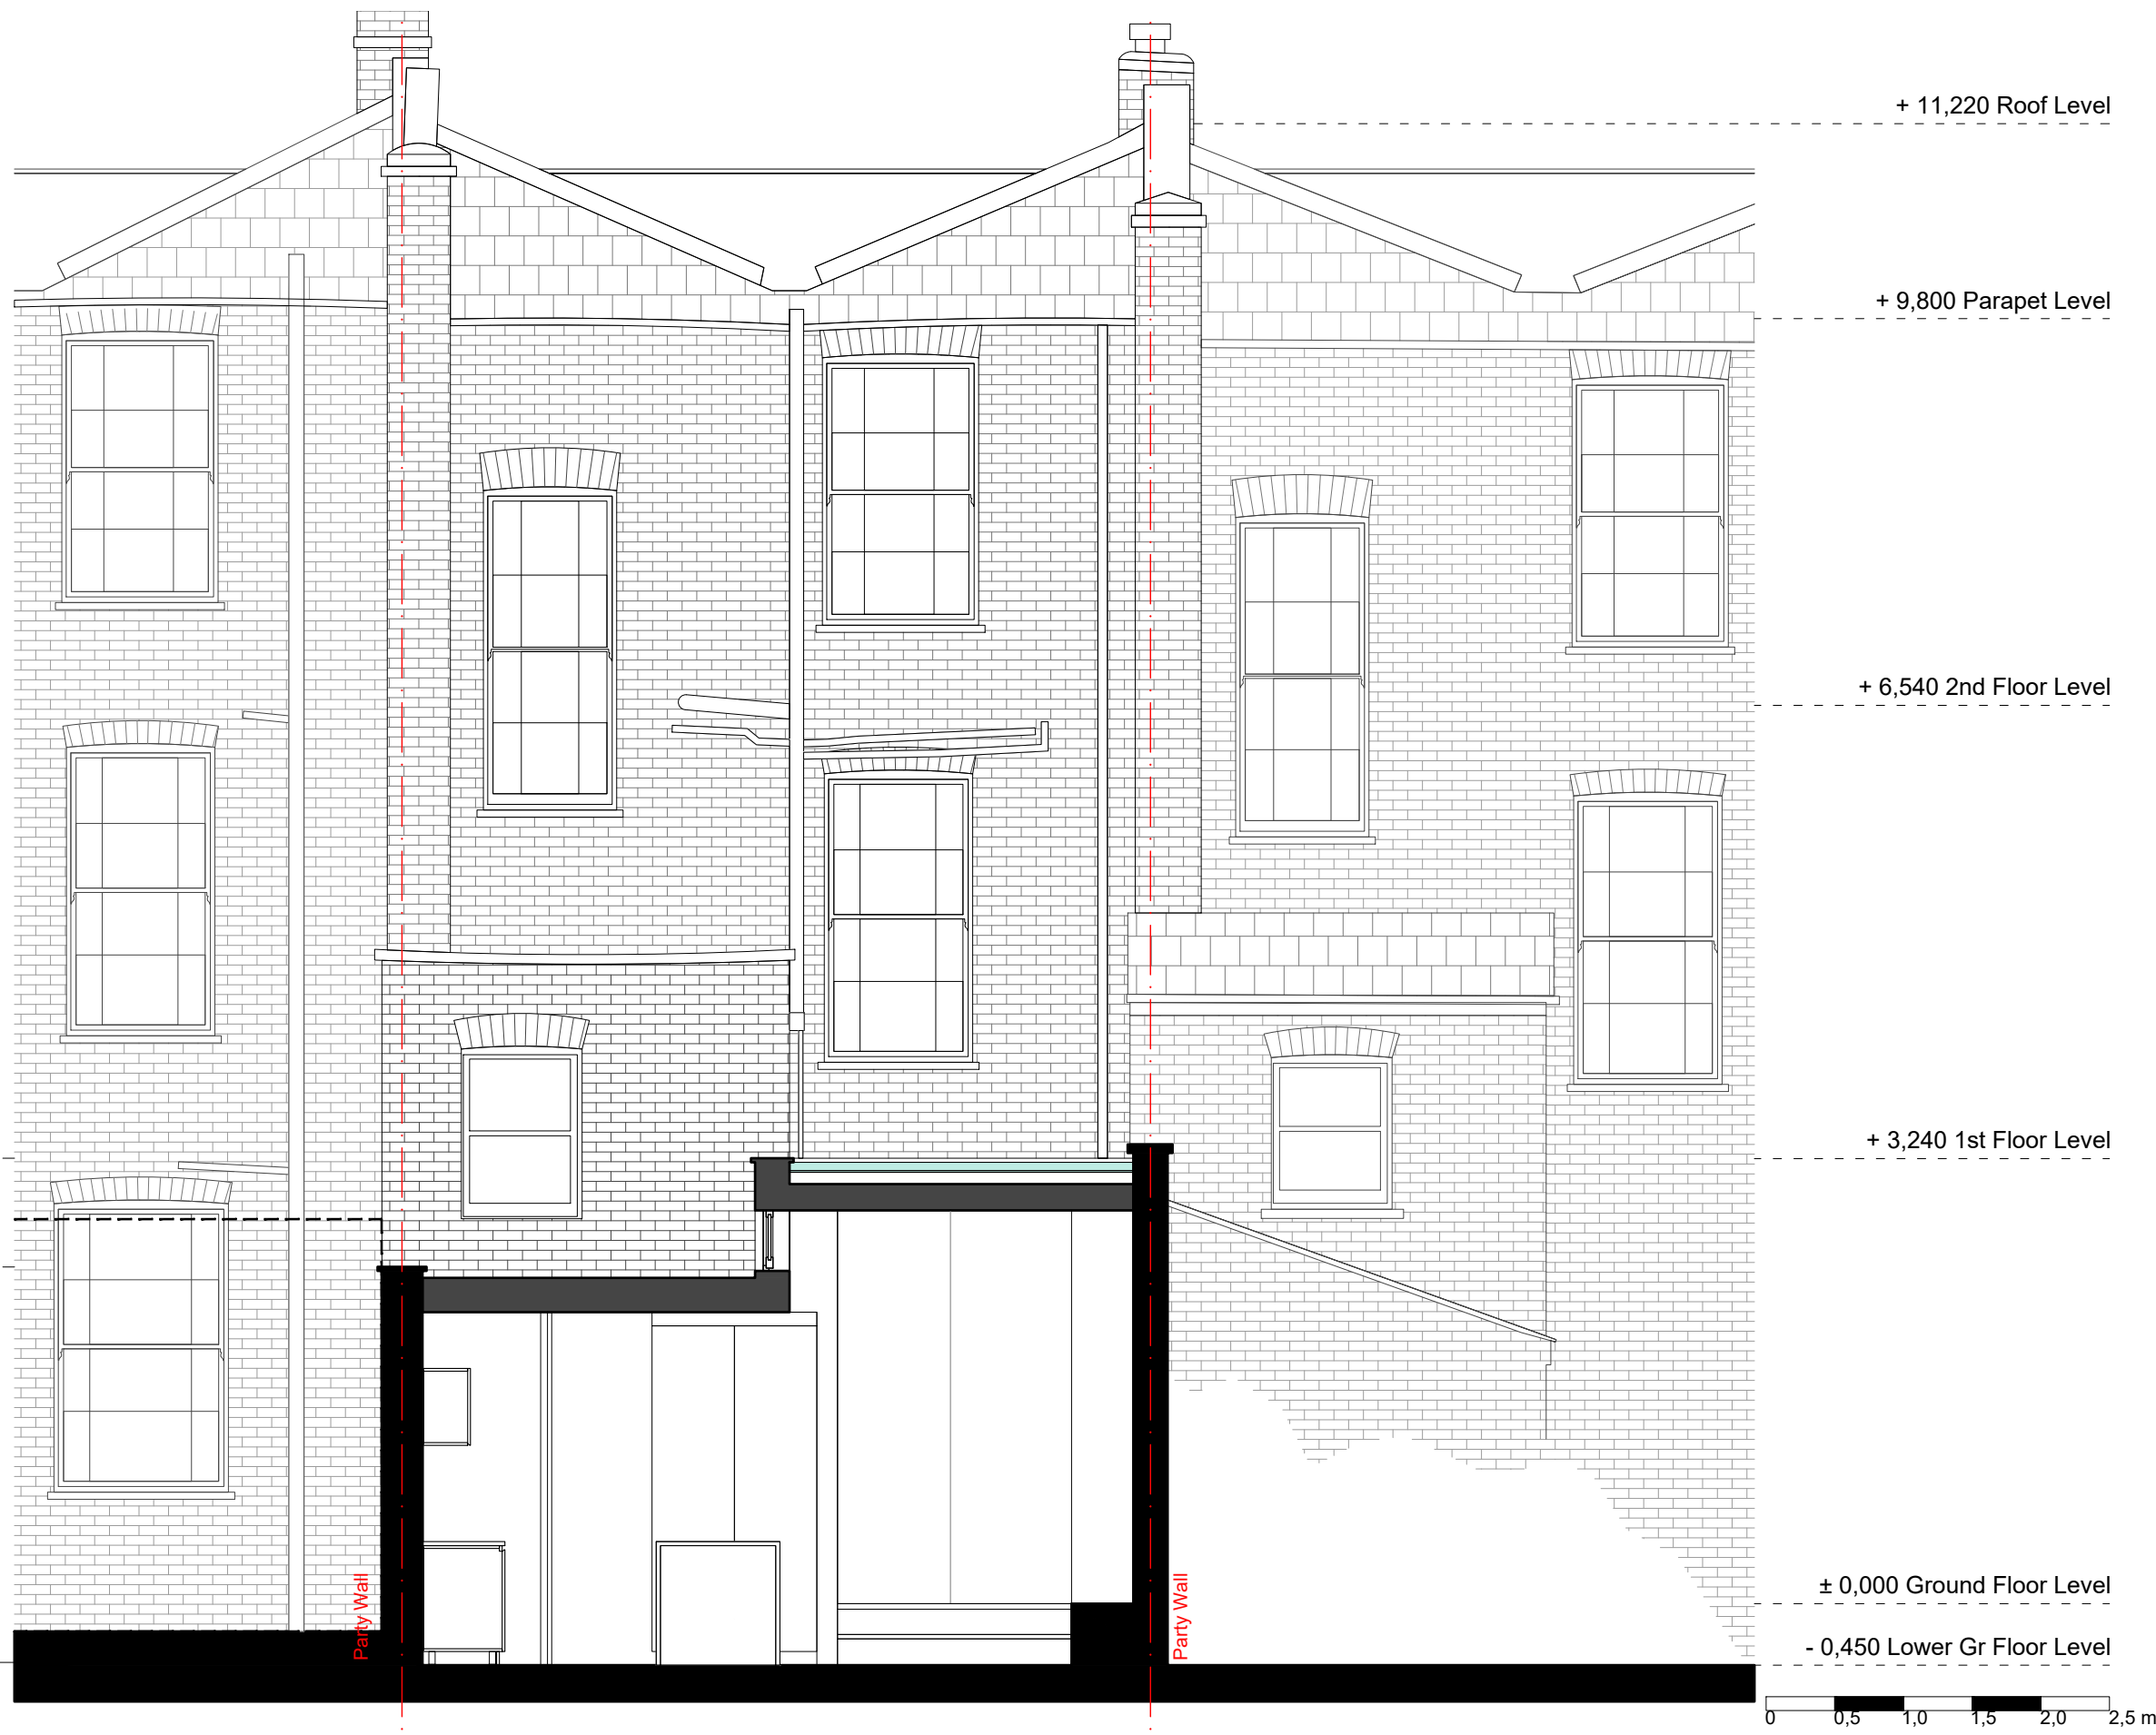 + 11,220 Roof Level
+ 9,800 Parapet Level
+ 6,540 2nd Floor Level
+ 3,240 1st Floor Level
± 0,000 Ground Floor Level
- 0,450 Lower Gr Floor Level
Party Wall
Party Wall
0 0,5 1,0 1,5 2,0 2,5 m